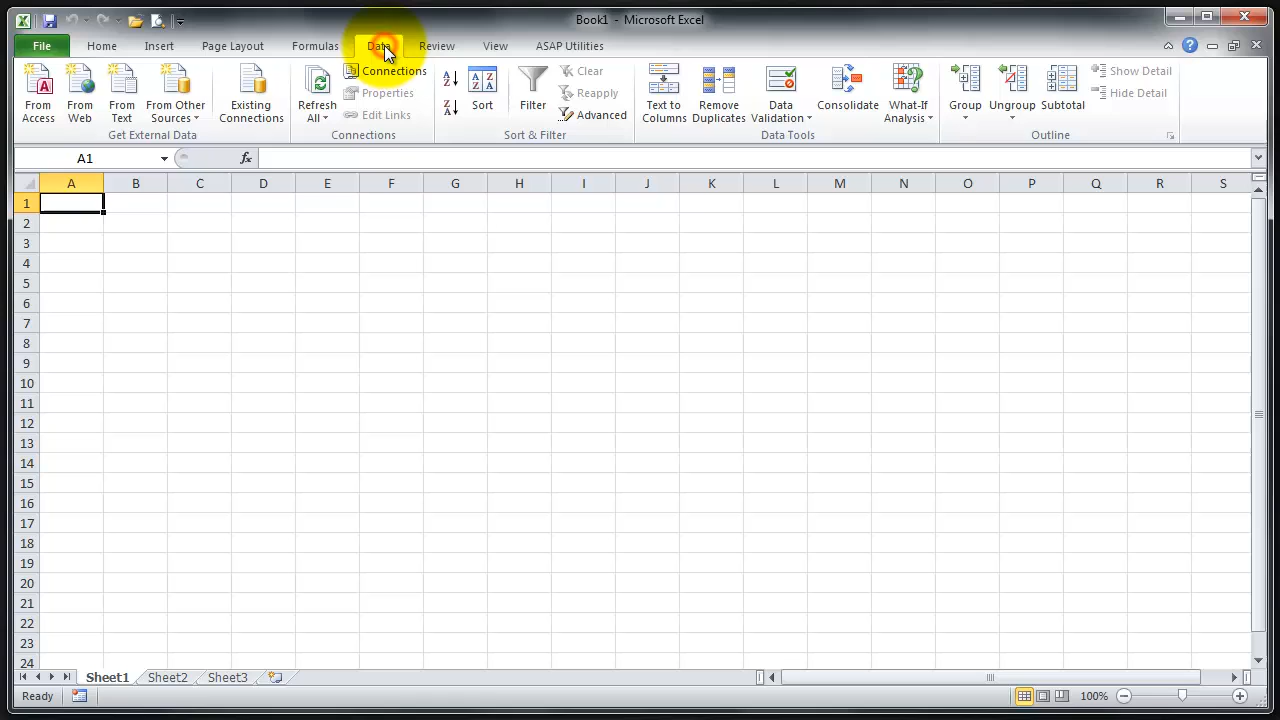 Book1 - Microsoft Excel
File Home Insert Page Layout Formulas Data Review View ASAP Utilities
From Access
From Web
From Text
From Other Sources
Existing Connections
Get External Data
Refresh All
Connections
Properties
Edit Links
Connections
Sort
Filter
Clear
Reapply
Advanced
Sort & Filter
Text to Columns
Remove Duplicates
Data Validation
Consolidate
What-If Analysis
Data Tools
Group
Ungroup
Subtotal
Show Detail
Hide Detail
Outline
A1 fx
A B C D E F G H I J K L M N O P Q R S
1
2
3
4
5
6
7
8
9
10
11
12
13
14
15
16
17
18
19
20
21
22
23
24
Sheet1 Sheet2 Sheet3
Ready 100%